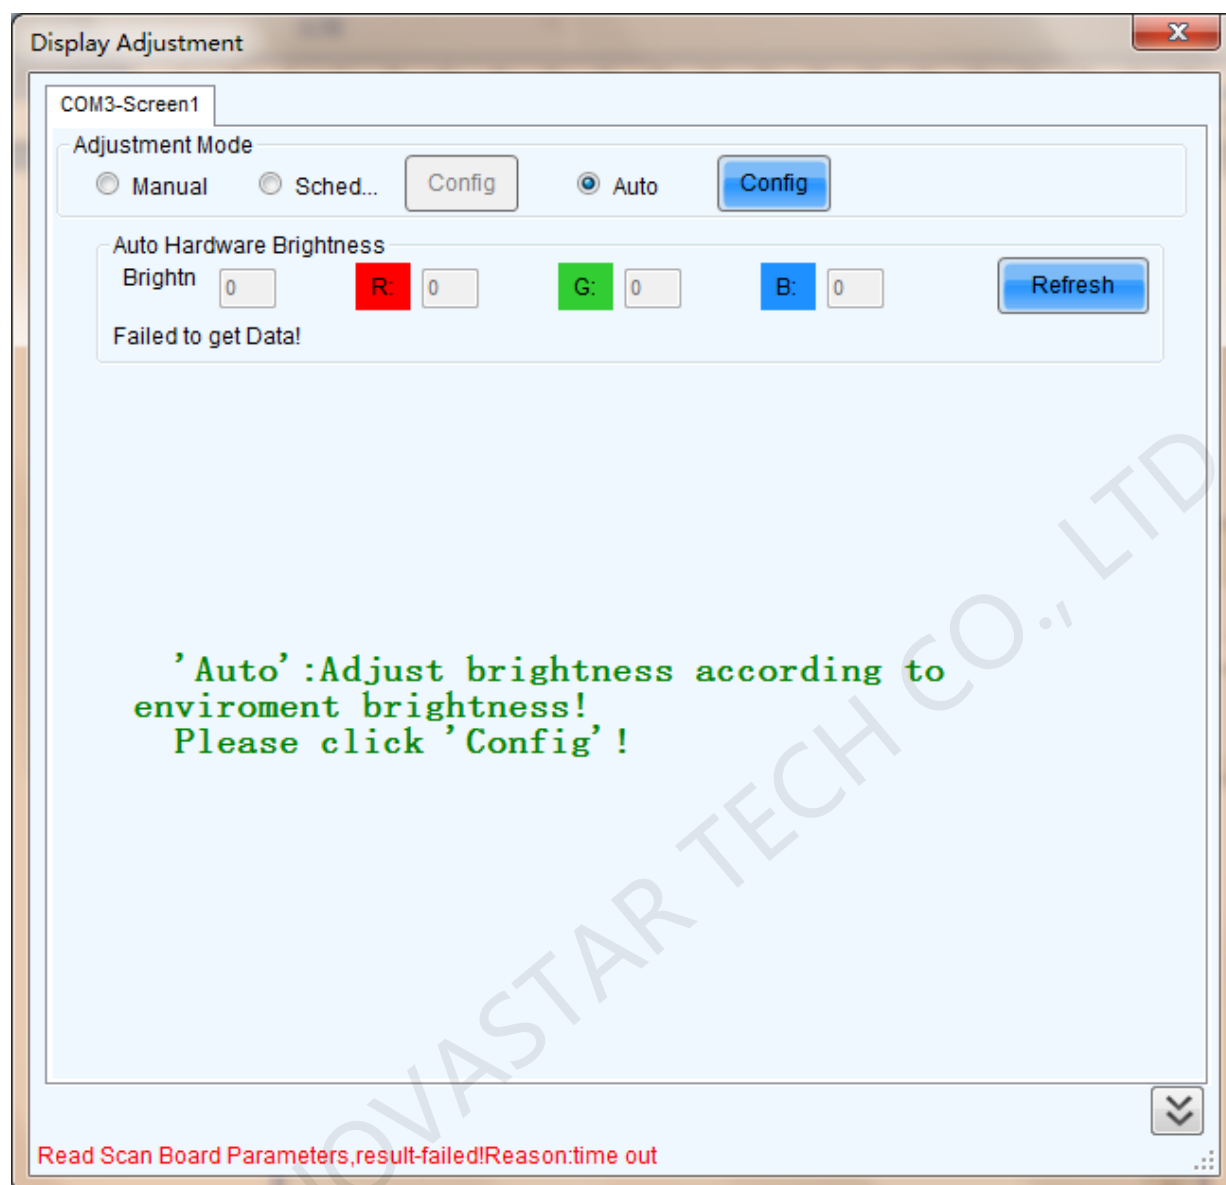 Display Adjustment
x
COM3-Screen1
Adjustment Mode
Manual Sched... Config Auto Config
Auto Hardware Brightness
Brightn 0 R: 0 G: 0 B: 0 Refresh
Failed to get Data!
'Auto':Adjust brightness according to
enviroment brightness!
Please click 'Config'!
NOVASTAR TECH CO., LTD
Read Scan Board Parameters,result-failed!Reason:time out